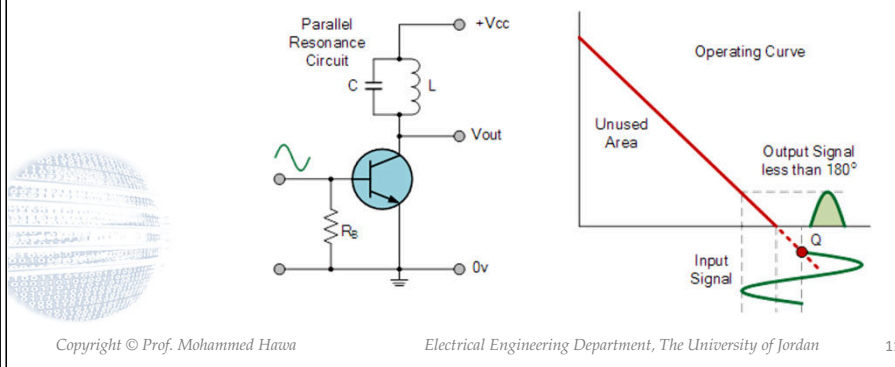 Parallel
Resonance
Circuit
+Vcc
C
L
Vout
R_B
0v
Operating Curve
Unused
Area
Output Signal
less than 180°
Q
Input
Signal
Copyright © Prof. Mohammed Hawa
Electrical Engineering Department, The University of Jordan